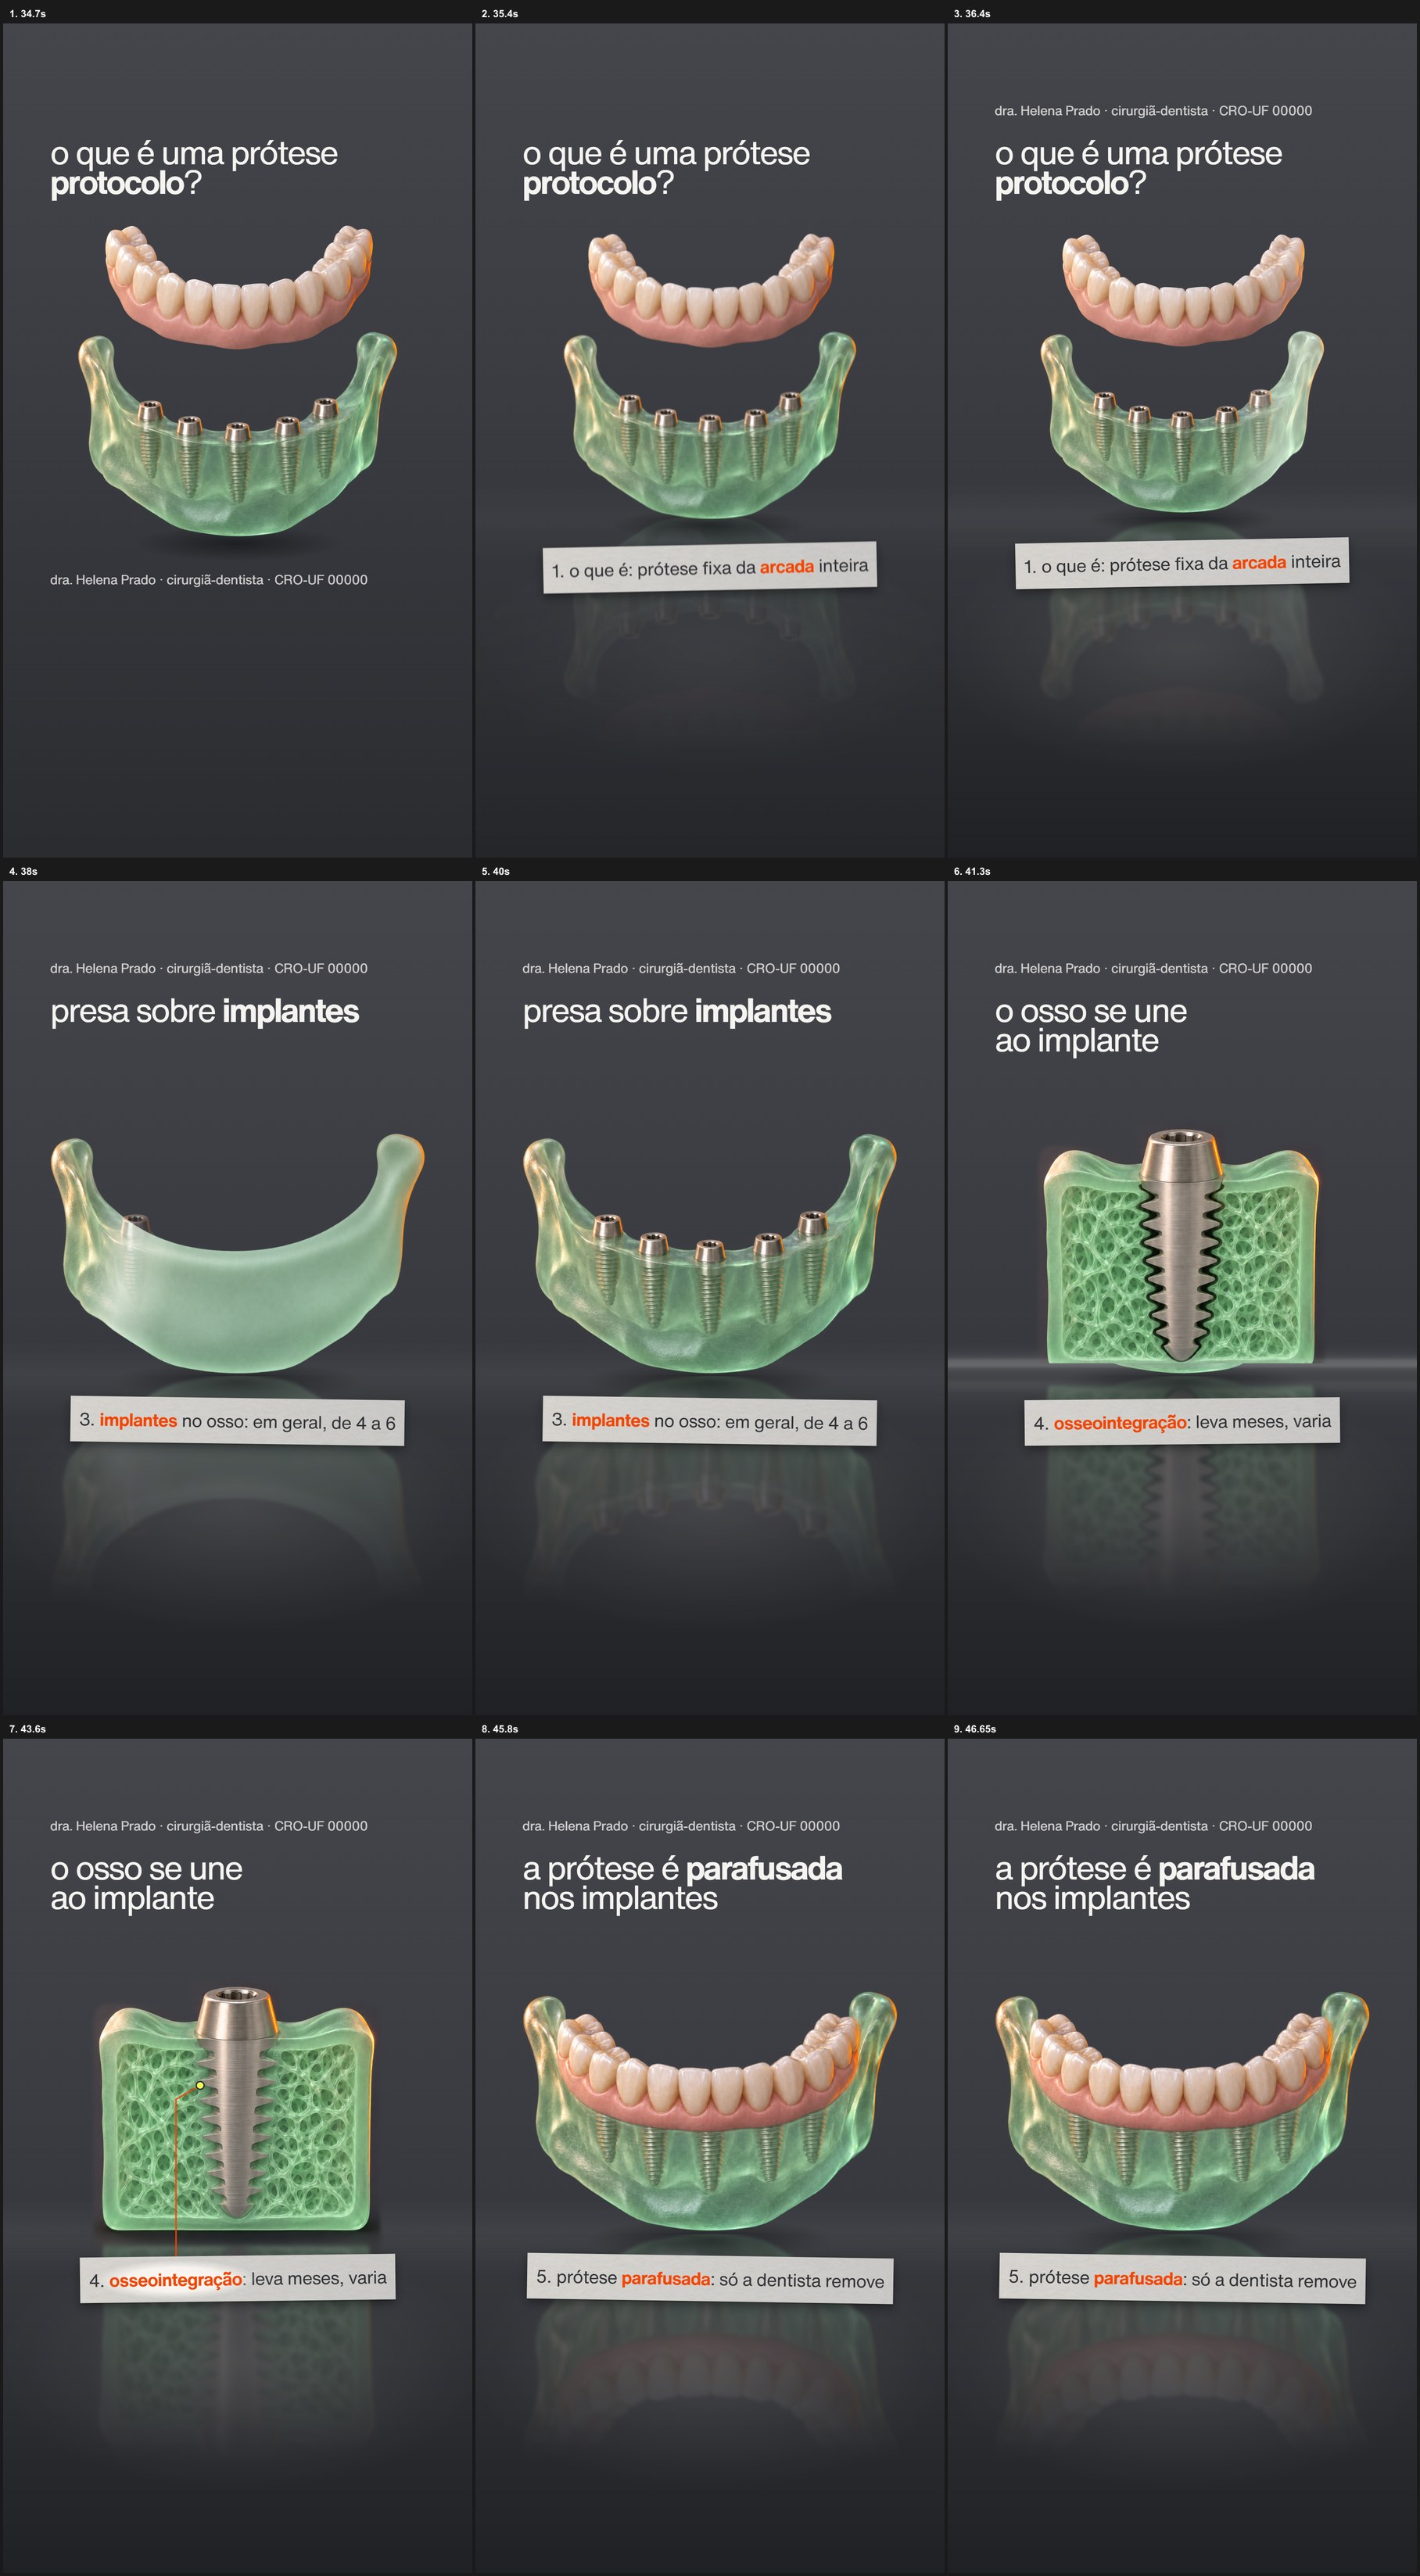 1. 34.7s
o que é uma prótese
protocolo?
dra. Helena Prado · cirurgiã-dentista · CRO-UF 00000
2. 35.4s
o que é uma prótese
protocolo?
1. o que é: prótese fixa da arcada inteira
3. 36.4s
dra. Helena Prado · cirurgiã-dentista · CRO-UF 00000
o que é uma prótese
protocolo?
1. o que é: prótese fixa da arcada inteira
4. 38s
dra. Helena Prado · cirurgiã-dentista · CRO-UF 00000
presa sobre implantes
3. implantes no osso: em geral, de 4 a 6
5. 40s
dra. Helena Prado · cirurgiã-dentista · CRO-UF 00000
presa sobre implantes
3. implantes no osso: em geral, de 4 a 6
6. 41.3s
dra. Helena Prado · cirurgiã-dentista · CRO-UF 00000
o osso se une
ao implante
4. osseointegração: leva meses, varia
7. 43.6s
dra. Helena Prado · cirurgiã-dentista · CRO-UF 00000
o osso se une
ao implante
4. osseointegração: leva meses, varia
8. 45.8s
dra. Helena Prado · cirurgiã-dentista · CRO-UF 00000
a prótese é parafusada
nos implantes
5. prótese parafusada: só a dentista remove
9. 46.65s
dra. Helena Prado · cirurgiã-dentista · CRO-UF 00000
a prótese é parafusada
nos implantes
5. prótese parafusada: só a dentista remove